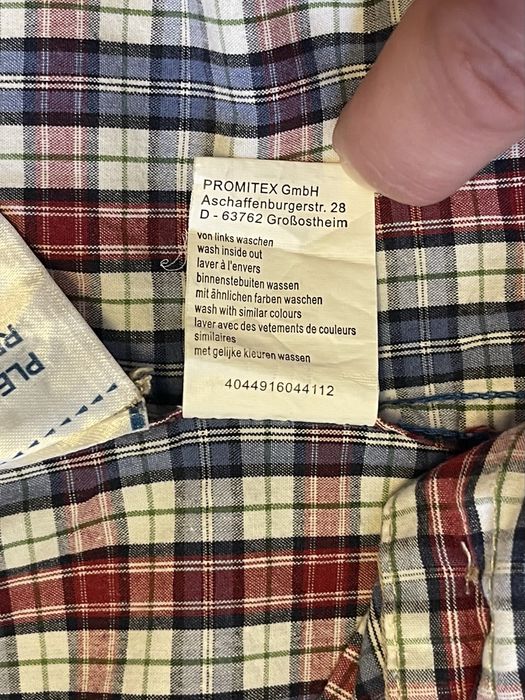 PROMITEX GmbH
Aschaffenburgerstr. 28
D - 63762 Großostheim
von links waschen
wash inside out
laver à l'envers
binnenstebuiten wassen
mit ähnlichen farben waschen
wash with similar colours
laver avec des vetements de couleurs
similaires
met gelijke kleuren wassen
4044916044112
PLE